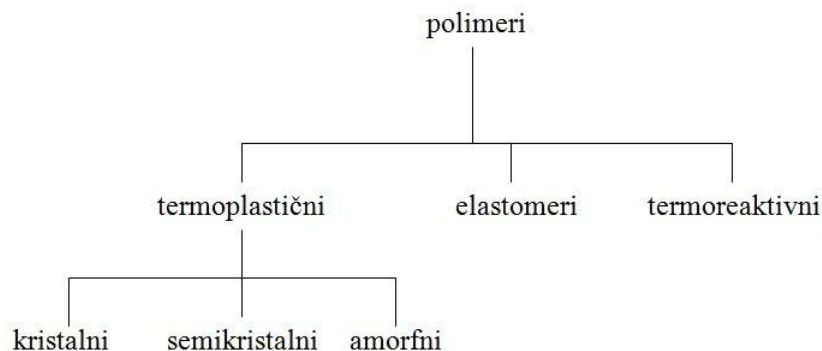 polimeri
termoplastični elastomeri termoreaktivni
kristalni semikristalni amorfni